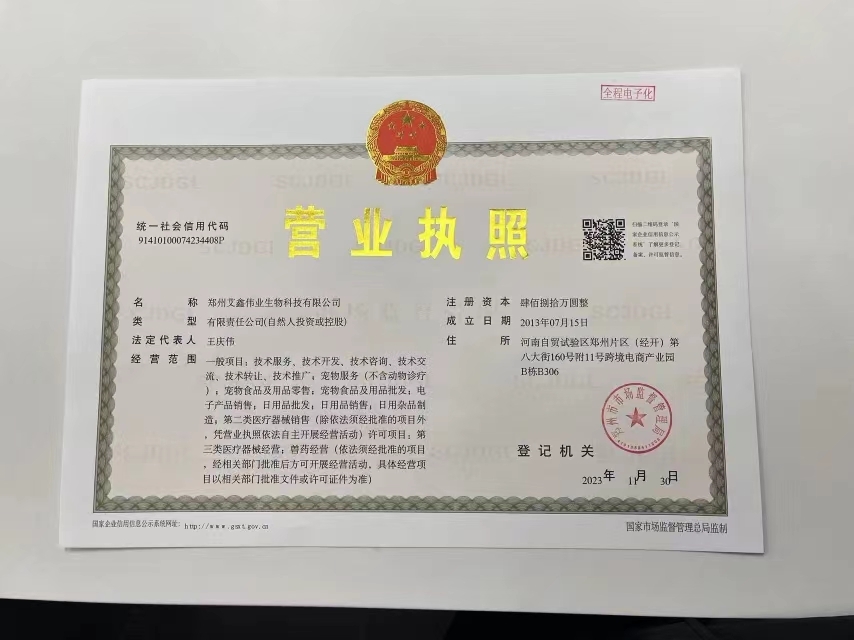 全程电子化
统一社会信用代码
91410100074234408P
营业执照
扫描二维码登录“国
家企业信用信息公示
系统”了解更多登记、
备案、许可监管信息。
名 称 郑州艾鑫伟业生物科技有限公司
类 型 有限责任公司(自然人投资或控股)
法定代表人 王庆伟
经营范围 一般项目:技术服务、技术开发、技术咨询、技术交
流、技术转让、技术推广;宠物服务(不含动物诊疗
);宠物食品及用品零售;宠物食品及用品批发;电
子产品销售;日用品批发;日用品销售;日用杂品制
造;第二类医疗器械销售(除依法须经批准的项目外
,凭营业执照依法自主开展经营活动)许可项目:第
三类医疗器械经营;兽药经营(依法须经批准的项目
,经相关部门批准后方可开展经营活动,具体经营项
目以相关部门批准文件或许可证件为准)
注册资本 肆佰捌拾万圆整
成立日期 2013年07月15日
住 所 河南自贸试验区郑州片区(经开)第
八大街160号附11号跨境电商产业园
B栋B306
郑州市市场监督管理局
登记机关
2023年 11月 30日
国家企业信用信息公示系统网址:http://www.gsxt.gov.cn
国家市场监督管理总局监制